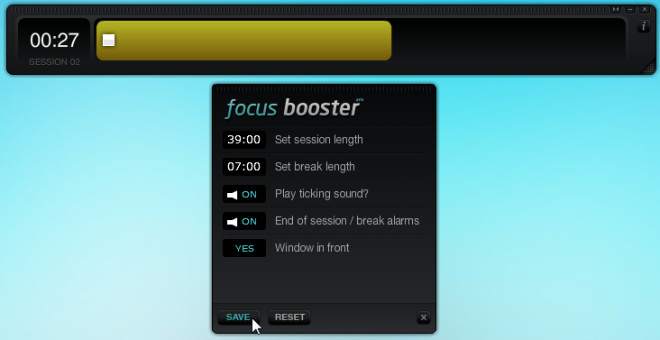 00:27
SESSION 02
i
focus booster
39:00 Set session length
07:00 Set break length
ON Play ticking sound?
ON End of session / break alarms
YES Window in front
SAVE RESET